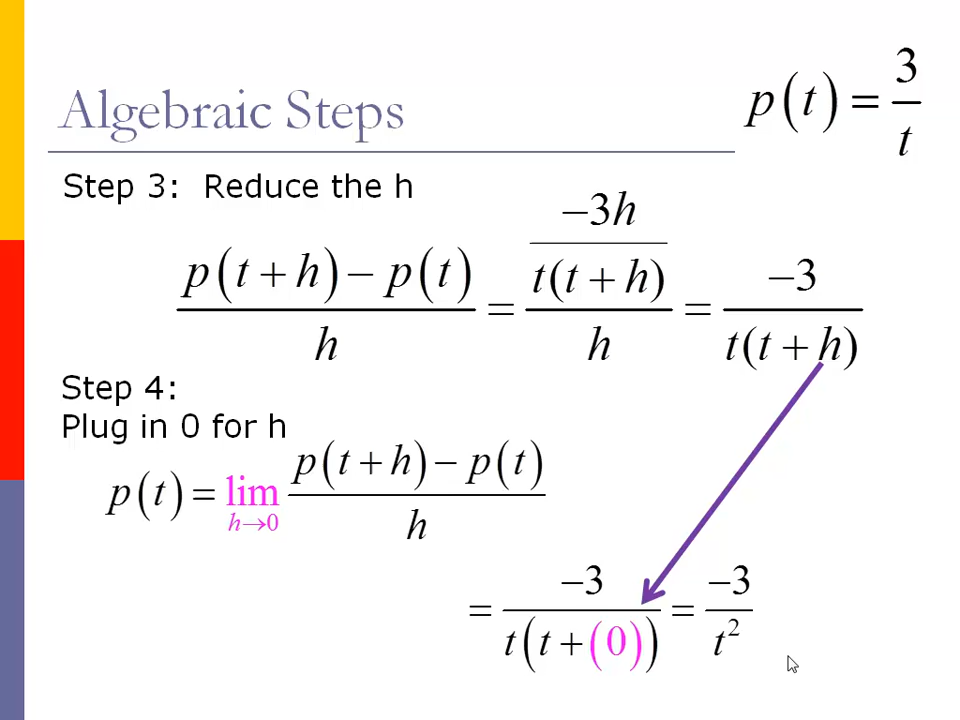 Algebraic Steps
p(t) = 3/t
Step 3: Reduce the h
(p(t + h) − p(t))/h = (−3h/(t(t + h)))/h = −3/(t(t + h))
Step 4:
Plug in 0 for h
p(t) = lim h→0 (p(t + h) − p(t))/h
= −3/(t(t + (0))) = −3/t²